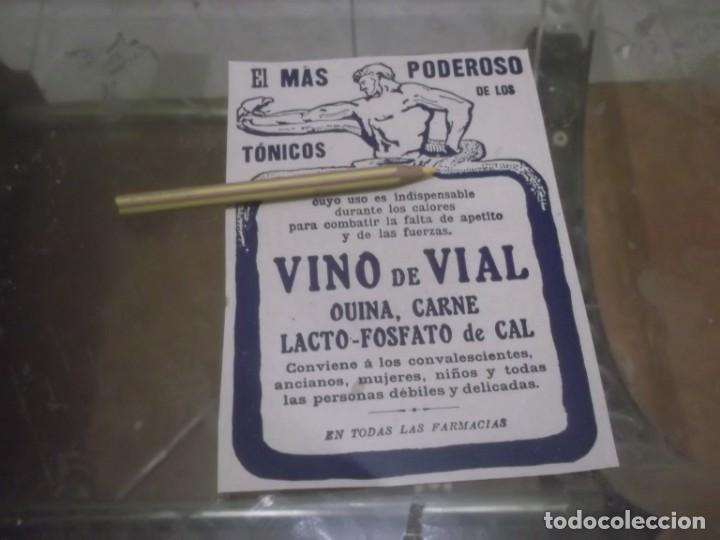 El MÁS PODEROSO
DE LOS
TÓNICOS
cuyo uso es indispensable
durante los calores
para combatir la falta de apetito
y de las fuerzas.
VINO DE VIAL
QUINA, CARNE
LACTO-FOSFATO de CAL
Conviene á los convalescientes,
ancianos, mujeres, niños y todas
las personas débiles y delicadas.
EN TODAS LAS FARMACIAS
todocoleccion.net